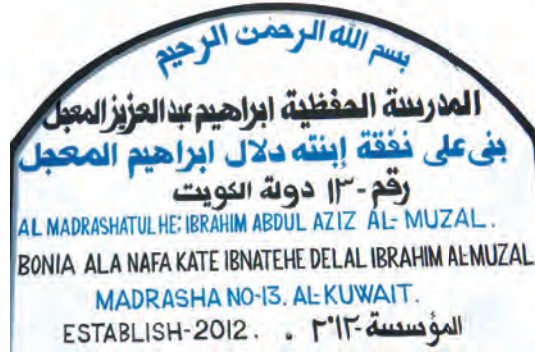 بسم الله الرحمن الرحيم
المدرسة الحفظية ابراهيم عبدالعزيز المعجل
بنى على نفقة إبنته دلال ابراهيم المعجل
رقم-١٣ دولة الكويت
AL MADRASHATUL HE: IBRAHIM ABDUL AZIZ AL- MUZAL.
BONIA ALA NAFA KATE IBNATEHE DELAL IBRAHIM AL-MUZAL
MADRASHA NO-13. AL-KUWAIT.
ESTABLISH-2012. المؤسسة-٢٠١٢ .